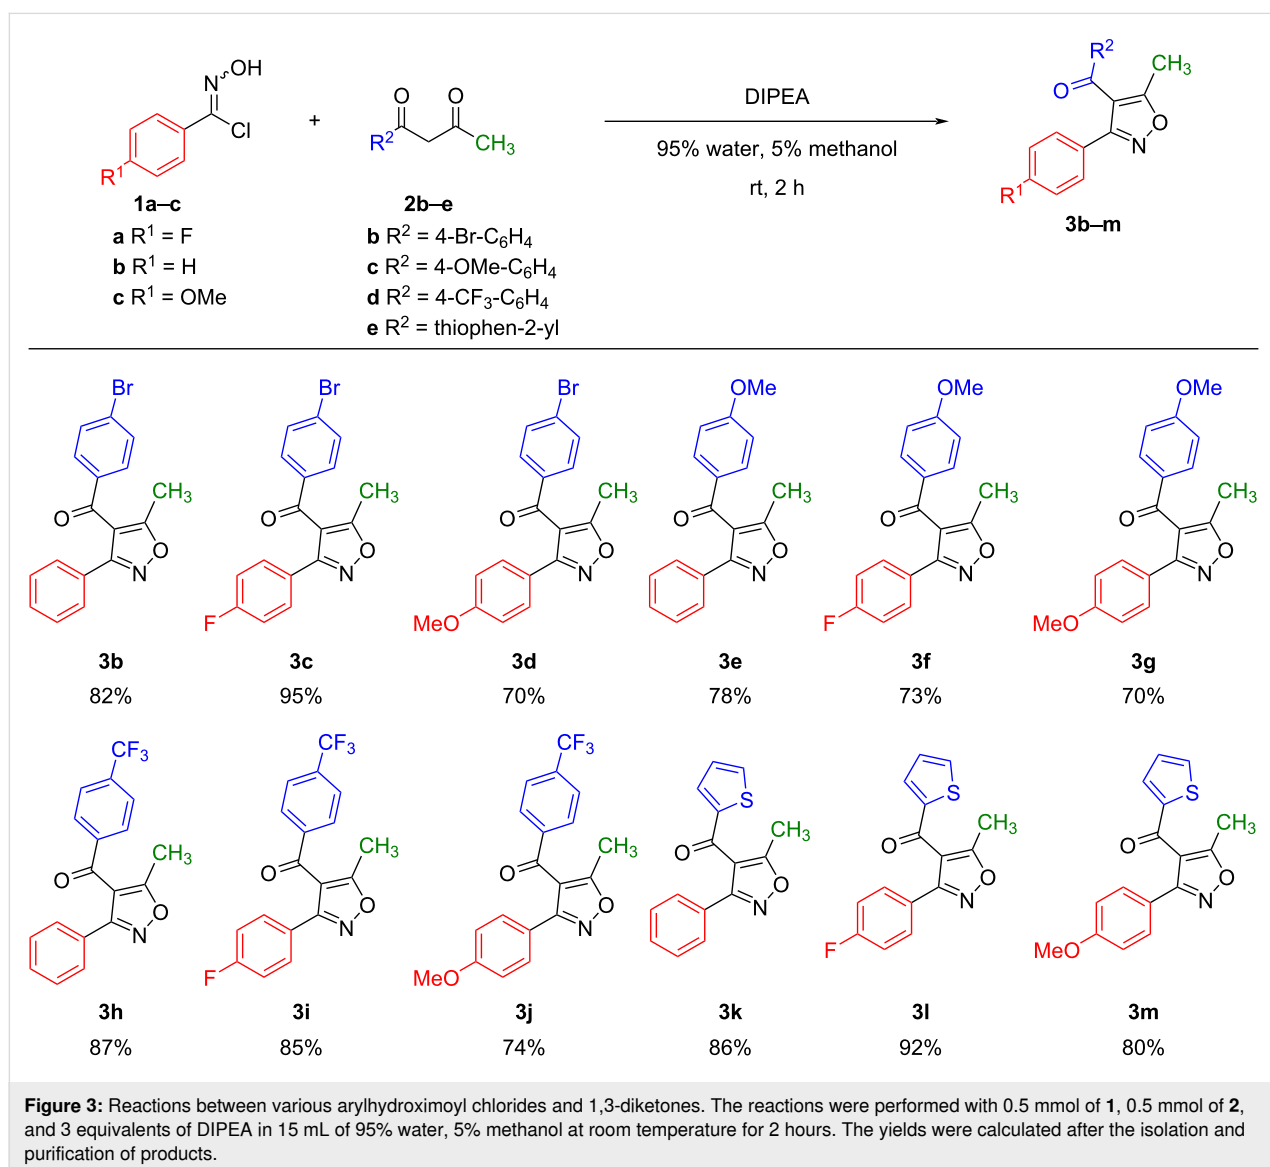 N OH
Cl
R1
+
O O
R2 CH3
DIPEA
95% water, 5% methanol
rt, 2 h
R2
O CH3
O
N
R1
1a–c
a R1 = F
b R1 = H
c R1 = OMe
2b–e
b R2 = 4-Br-C6H4
c R2 = 4-OMe-C6H4
d R2 = 4-CF3-C6H4
e R2 = thiophen-2-yl
3b–m
Br Br Br OMe OMe OMe
CH3 CH3 CH3 CH3 CH3 CH3
O O O O O O
O O O O O O
N N N N N N
F MeO F MeO
3b 3c 3d 3e 3f 3g
82% 95% 70% 78% 73% 70%
CF3 CF3 CF3 S S S
CH3 CH3 CH3 CH3 CH3 CH3
O O O O O O
O O O O O O
N N N N N N
F MeO F MeO
3h 3i 3j 3k 3l 3m
87% 85% 74% 86% 92% 80%
Figure 3: Reactions between various arylhydroximoyl chlorides and 1,3-diketones. The reactions were performed with 0.5 mmol of 1, 0.5 mmol of 2,
and 3 equivalents of DIPEA in 15 mL of 95% water, 5% methanol at room temperature for 2 hours. The yields were calculated after the isolation and
purification of products.